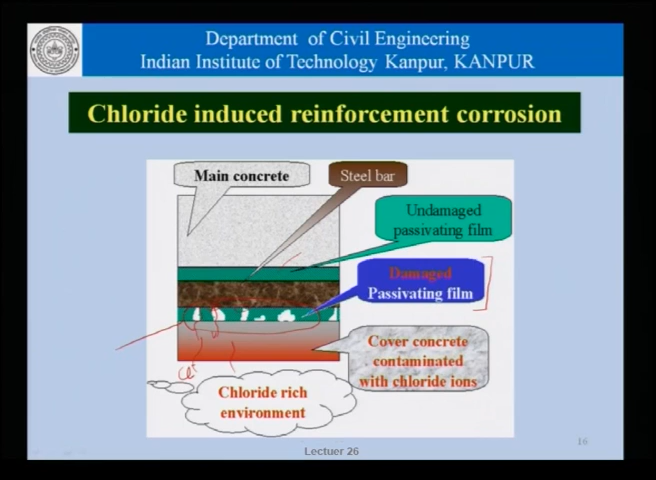 Department of Civil Engineering
Indian Institute of Technology Kanpur, KANPUR
Chloride induced reinforcement corrosion
Main concrete
Steel bar
Undamaged
passivating film
Damaged
Passivating film
Cover concrete
contaminated
with chloride ions
Chloride rich
environment
Lectuer 26
16